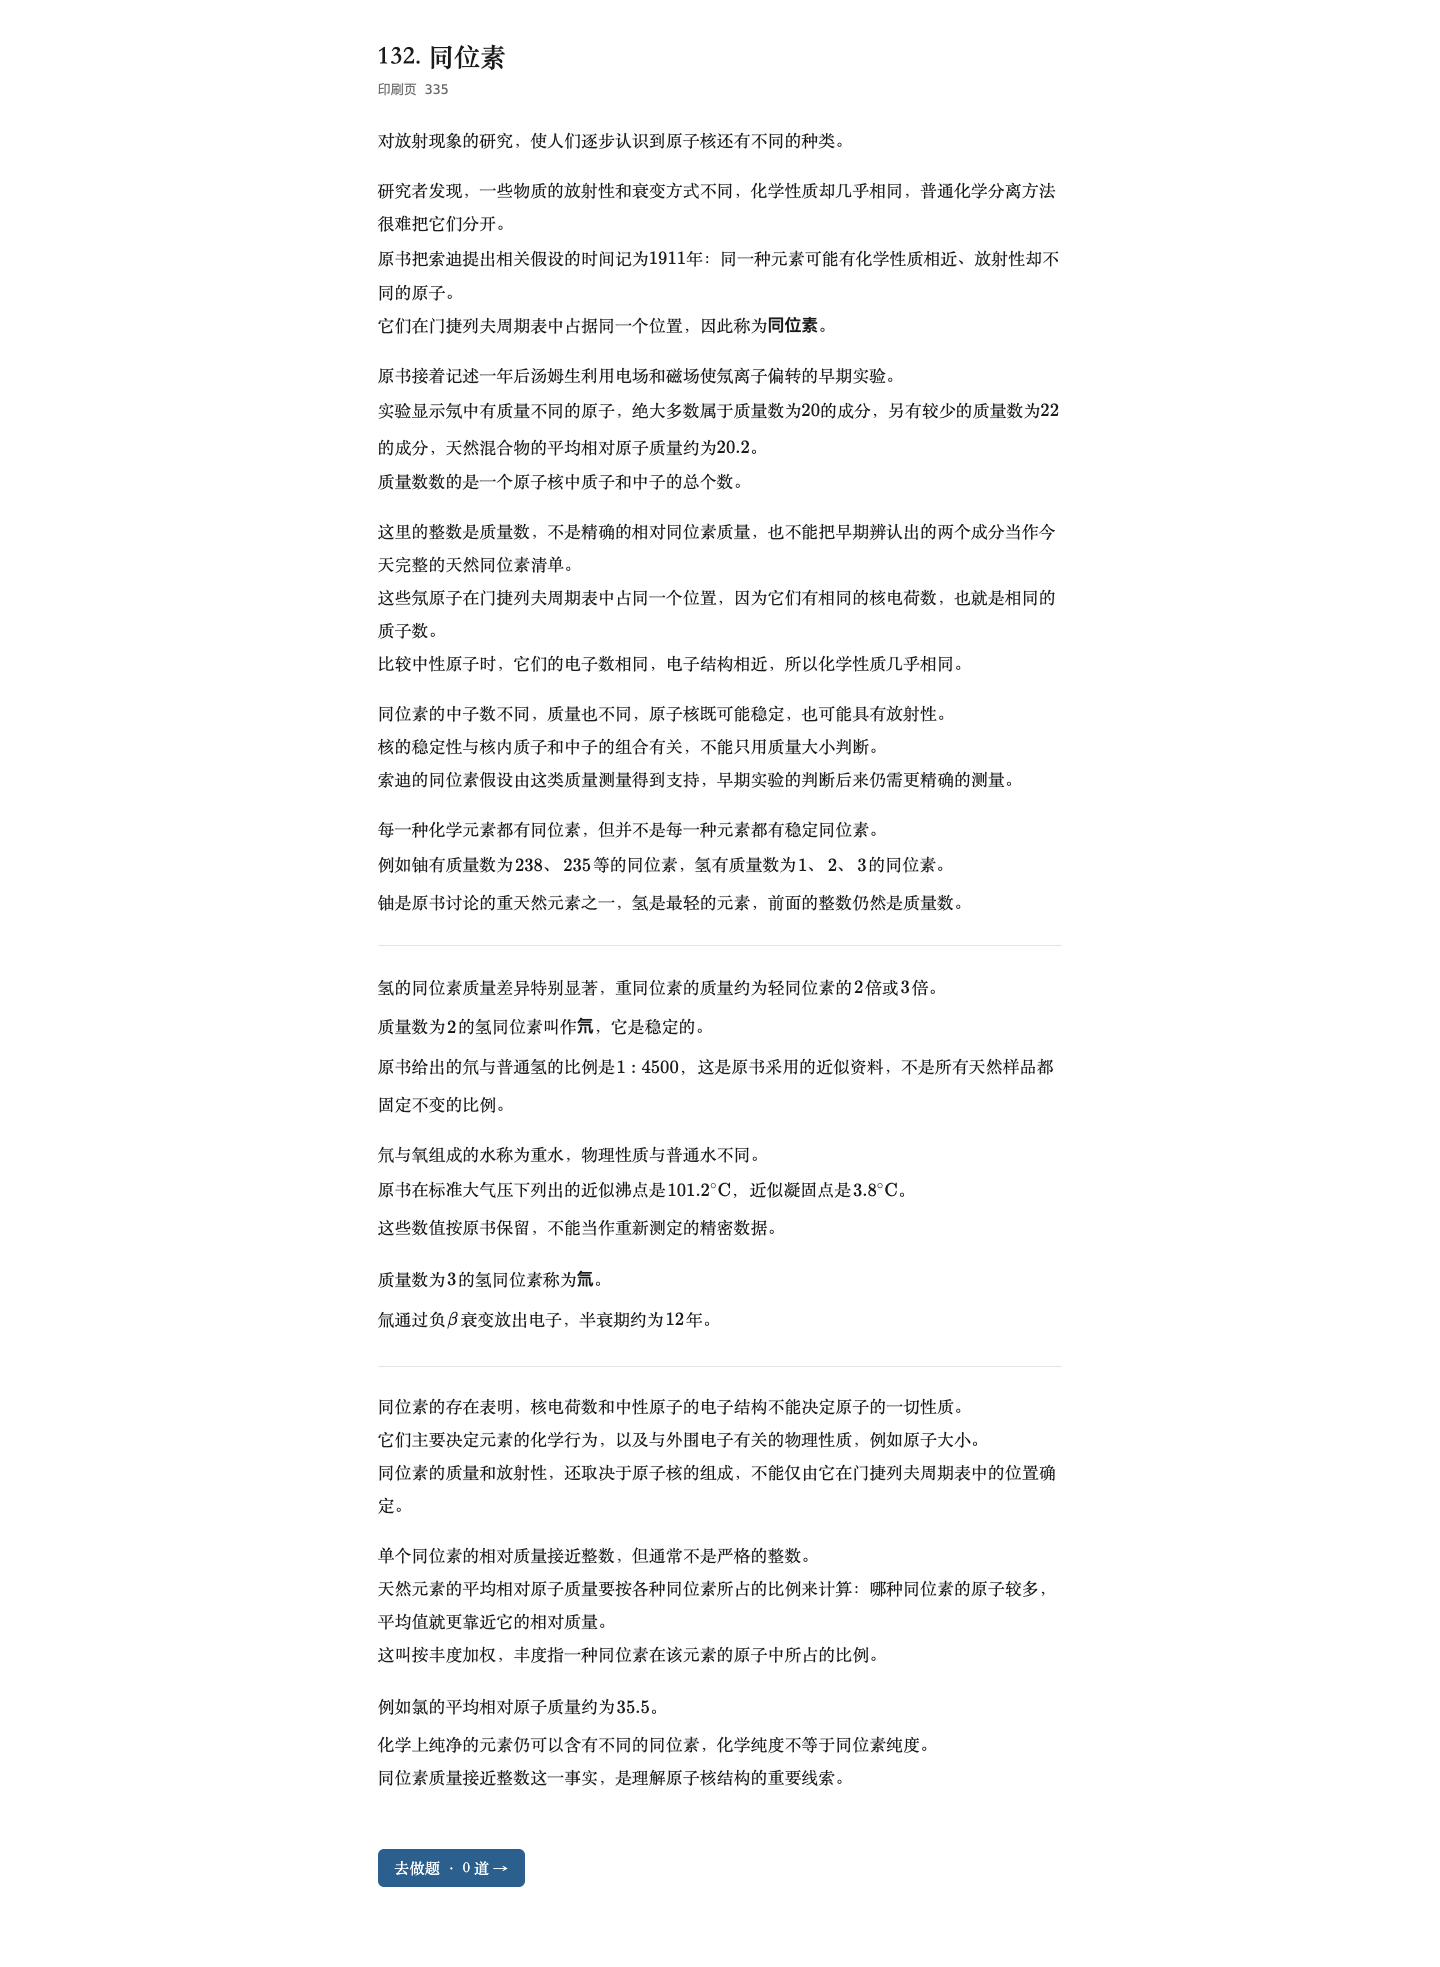 132. 同位素
印刷页 335
对放射现象的研究，使人们逐步认识到原子核还有不同的种类。
研究者发现，一些物质的放射性和衰变方式不同，化学性质却几乎相同，普通化学分离方法
很难把它们分开。
原书把索迪提出相关假设的时间记为1911年：同一种元素可能有化学性质相近、放射性却不
同的原子。
它们在门捷列夫周期表中占据同一个位置，因此称为同位素。
原书接着记述一年后汤姆生利用电场和磁场使氖离子偏转的早期实验。
实验显示氖中有质量不同的原子，绝大多数属于质量数为20的成分，另有较少的质量数为22
的成分，天然混合物的平均相对原子质量约为20.2。
质量数数的是一个原子核中质子和中子的总个数。
这里的整数是质量数，不是精确的相对同位素质量，也不能把早期辨认出的两个成分当作今
天完整的天然同位素清单。
这些氖原子在门捷列夫周期表中占同一个位置，因为它们有相同的核电荷数，也就是相同的
质子数。
比较中性原子时，它们的电子数相同，电子结构相近，所以化学性质几乎相同。
同位素的中子数不同，质量也不同，原子核既可能稳定，也可能具有放射性。
核的稳定性与核内质子和中子的组合有关，不能只用质量大小判断。
索迪的同位素假设由这类质量测量得到支持，早期实验的判断后来仍需更精确的测量。
每一种化学元素都有同位素，但并不是每一种元素都有稳定同位素。
例如铀有质量数为238、235等的同位素，氢有质量数为1、2、3的同位素。
铀是原书讨论的重天然元素之一，氢是最轻的元素，前面的整数仍然是质量数。
氢的同位素质量差异特别显著，重同位素的质量约为轻同位素的2倍或3倍。
质量数为2的氢同位素叫作氘，它是稳定的。
原书给出的氘与普通氢的比例是1 : 4500，这是原书采用的近似资料，不是所有天然样品都
固定不变的比例。
氘与氧组成的水称为重水，物理性质与普通水不同。
原书在标准大气压下列出的近似沸点是101.2°C，近似凝固点是3.8°C。
这些数值按原书保留，不能当作重新测定的精密数据。
质量数为3的氢同位素称为氚。
氚通过负β衰变放出电子，半衰期约为12年。
同位素的存在表明，核电荷数和中性原子的电子结构不能决定原子的一切性质。
它们主要决定元素的化学行为，以及与外围电子有关的物理性质，例如原子大小。
同位素的质量和放射性，还取决于原子核的组成，不能仅由它在门捷列夫周期表中的位置确
定。
单个同位素的相对质量接近整数，但通常不是严格的整数。
天然元素的平均相对原子质量要按各种同位素所占的比例来计算：哪种同位素的原子较多，
平均值就更靠近它的相对质量。
这叫按丰度加权，丰度指一种同位素在该元素的原子中所占的比例。
例如氯的平均相对原子质量约为35.5。
化学上纯净的元素仍可以含有不同的同位素，化学纯度不等于同位素纯度。
同位素质量接近整数这一事实，是理解原子核结构的重要线索。
去做题 · 0 道 →